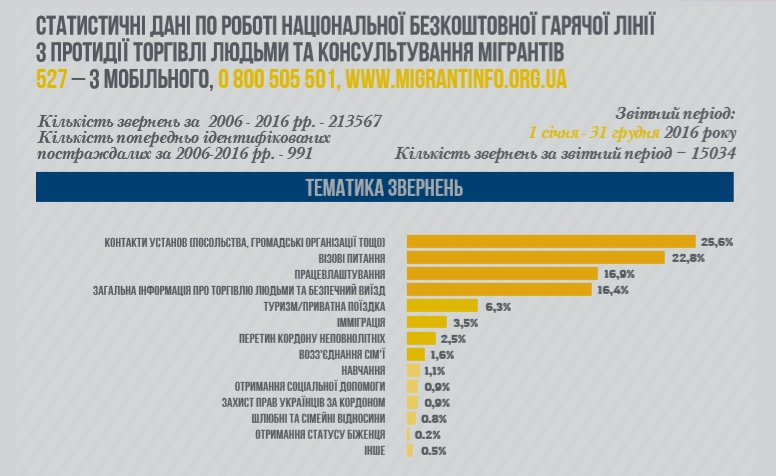 СТАТИСТИЧНІ ДАНІ ПО РОБОТІ НАЦІОНАЛЬНОЇ БЕЗКОШТОВНОЇ ГАРЯЧОЇ ЛІНІЇ
З ПРОТИДІЇ ТОРГІВЛІ ЛЮДЬМИ ТА КОНСУЛЬТУВАННЯ МІГРАНТІВ
527 – З МОБІЛЬНОГО, 0 800 505 501, WWW.MIGRANTINFO.ORG.UA
Кількість звернень за 2006 - 2016 рр. - 213567
Кількість попередньо ідентифікованих
постраждалих за 2006-2016 рр. - 991
Звітний період:
1 січня - 31 грудня 2016 року
Кількість звернень за звітний період – 15034
ТЕМАТИКА ЗВЕРНЕНЬ
КОНТАКТИ УСТАНОВ (ПОСОЛЬСТВА, ГРОМАДСЬКІ ОРГАНІЗАЦІЇ ТОЩО) 25,6%
ВІЗОВІ ПИТАННЯ 22,8%
ПРАЦЕВЛАШТУВАННЯ 16,9%
ЗАГАЛЬНА ІНФОРМАЦІЯ ПРО ТОРГІВЛЮ ЛЮДЬМИ ТА БЕЗПЕЧНИЙ ВИЇЗД 16,4%
ТУРИЗМ/ПРИВАТНА ПОЇЗДКА 6,3%
ІММІГРАЦІЯ 3,5%
ПЕРЕТИН КОРДОНУ НЕПОВНОЛІТНІХ 2,5%
ВОЗЗ'ЄДНАННЯ СІМ'Ї 1,6%
НАВЧАННЯ 1,1%
ОТРИМАННЯ СОЦІАЛЬНОЇ ДОПОМОГИ 0,9%
ЗАХИСТ ПРАВ УКРАЇНЦІВ ЗА КОРДОНОМ 0,9%
ШЛЮБНІ ТА СІМЕЙНІ ВІДНОСИНИ 0.8%
ОТРИМАННЯ СТАТУСУ БІЖЕНЦЯ 0.2%
ІНШЕ 0.5%